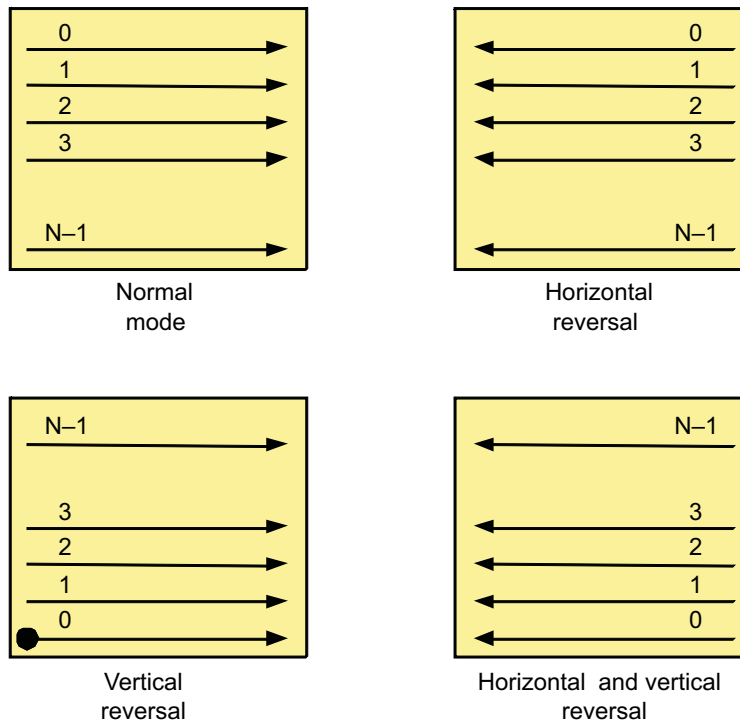 0
1
2
3
N–1
Normal
mode
0
1
2
3
N–1
Horizontal
reversal
N–1
3
2
1
0
Vertical
reversal
N–1
3
2
1
0
Horizontal and vertical
reversal